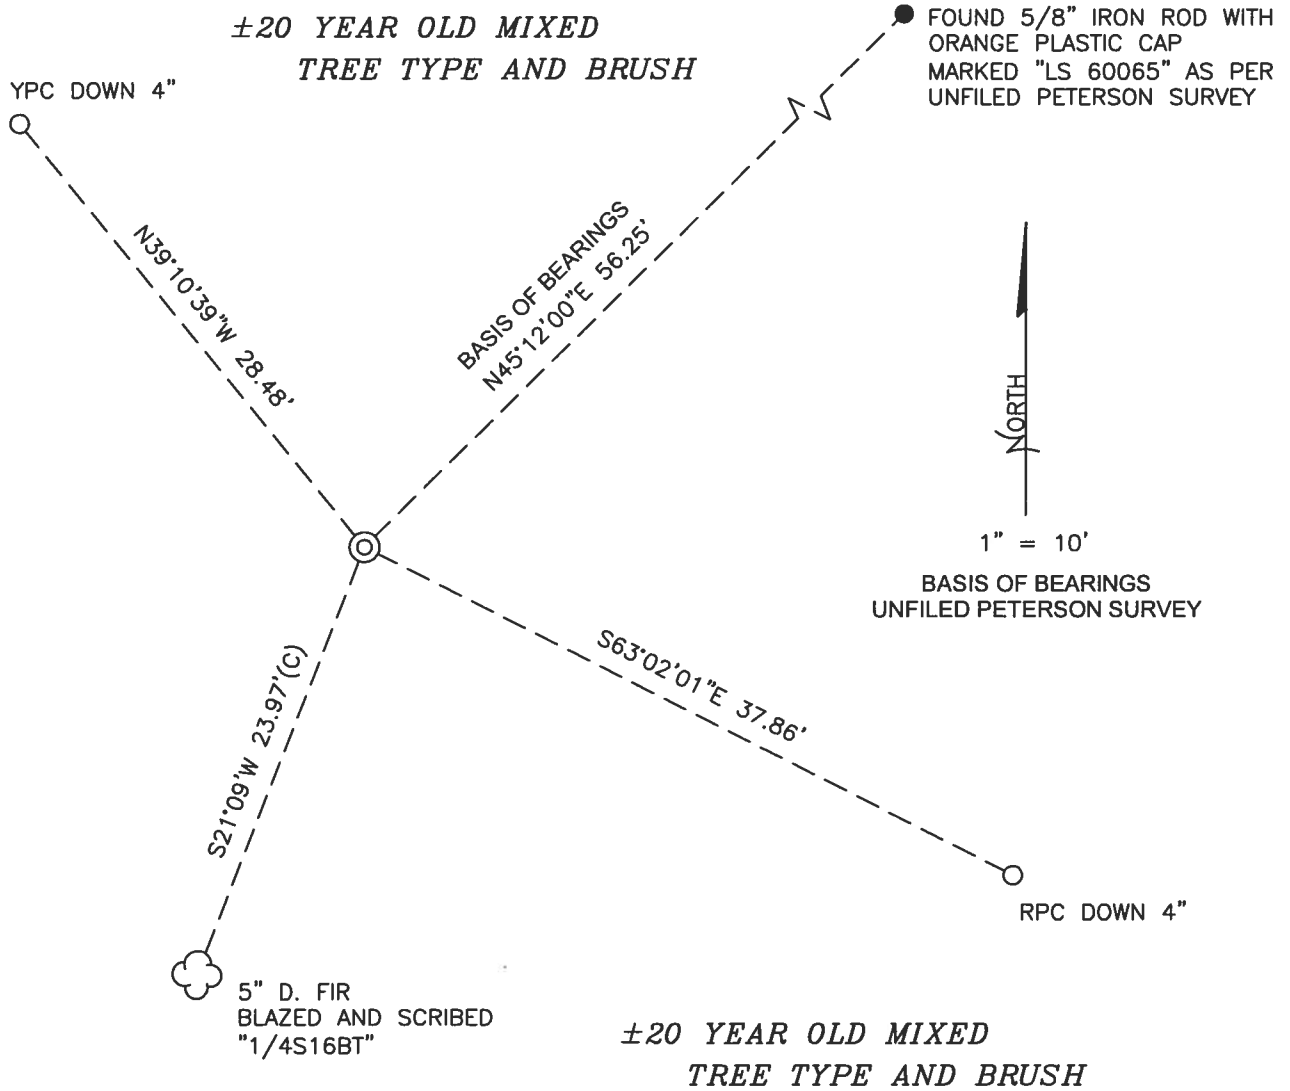 ±20 YEAR OLD MIXED
TREE TYPE AND BRUSH
FOUND 5/8" IRON ROD WITH
ORANGE PLASTIC CAP
MARKED "LS 60065" AS PER
UNFILED PETERSON SURVEY
YPC DOWN 4"
N39°10'39"W 28.48'
BASIS OF BEARINGS
N45°12'00"E 56.25'
NORTH
1" = 10'
BASIS OF BEARINGS
UNFILED PETERSON SURVEY
S21°09'W 23.97'(C)
S63°02'01"E 37.86'
RPC DOWN 4"
5" D. FIR
BLAZED AND SCRIBED
"1/4S16BT"
±20 YEAR OLD MIXED
TREE TYPE AND BRUSH